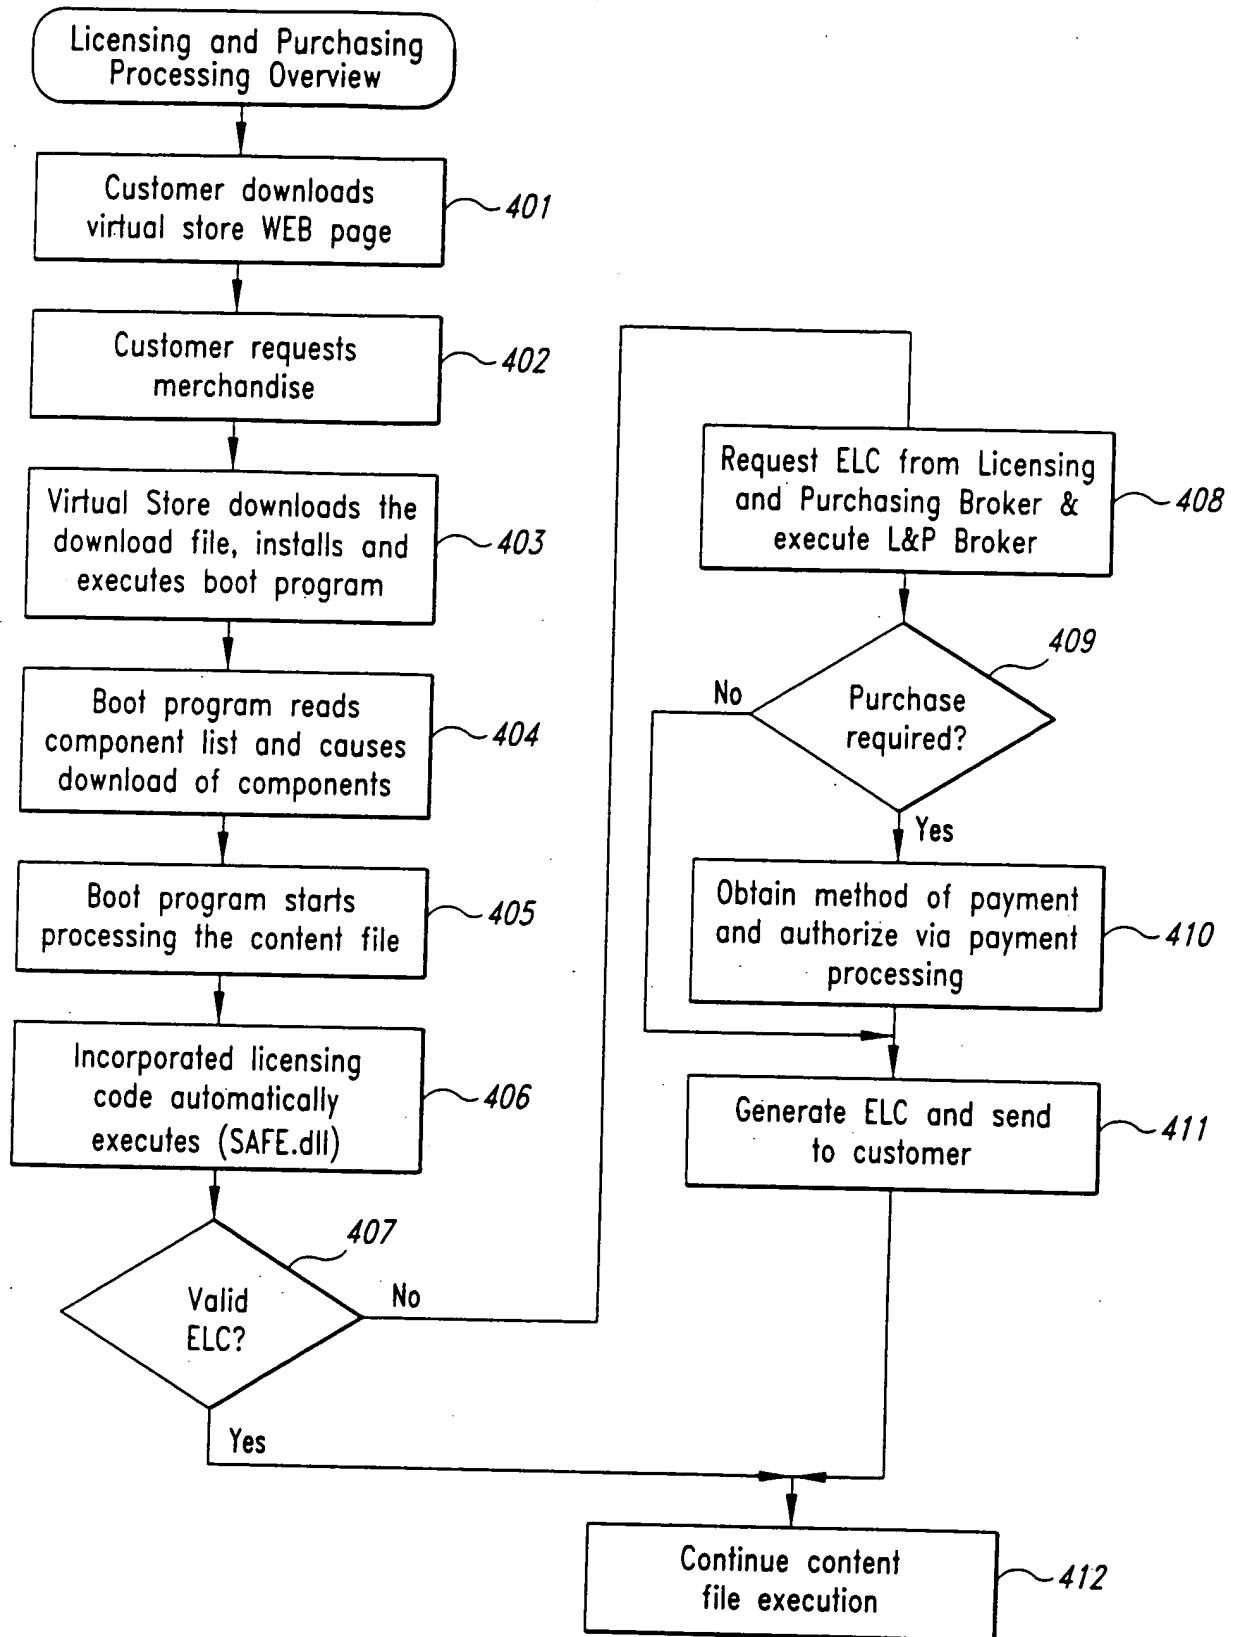 Licensing and Purchasing
Processing Overview
Customer downloads
virtual store WEB page
401
Customer requests
merchandise
402
Virtual Store downloads the
download file, installs and
executes boot program
403
Boot program reads
component list and causes
download of components
404
Boot program starts
processing the content file
405
Incorporated licensing
code automatically
executes (SAFE.dll)
406
Valid
ELC?
407
No
Yes
Request ELC from Licensing
and Purchasing Broker &
execute L&P Broker
408
Purchase
required?
409
No
Yes
Obtain method of payment
and authorize via payment
processing
410
Generate ELC and send
to customer
411
Continue content
file execution
412